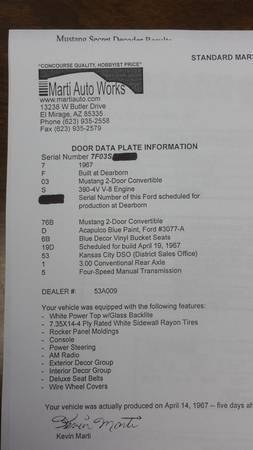 Mustang Secret Decoder Results
STANDARD MAR
"CONCOURSE QUALITY, HOBBYIST PRICE"
Marti Auto Works
www.martiauto.com
13238 W Butler Drive
El Mirage, AZ 85335
Phone (623) 935-2558
Fax (623) 935-2579
DOOR DATA PLATE INFORMATION
Serial Number 7F03S
7 1967
F Built at Dearborn
03 Mustang 2-Door Convertible
S 390-4V V-8 Engine
Serial Number of this Ford scheduled for
production at Dearborn
76B Mustang 2-Door Convertible
D Acapulco Blue Paint, Ford #3077-A
6B Blue Decor Vinyl Bucket Seats
19D Scheduled for build April 19, 1967
53 Kansas City DSO (District Sales Office)
1 3.00 Conventional Rear Axle
5 Four-Speed Manual Transmission
DEALER#: 53A009
Your vehicle was equipped with the following features:
- White Power Top w/Glass Backlite
- 7.35X14-4 Ply Rated White Sidewall Rayon Tires
- Rocker Panel Moldings
- Console
- Power Steering
- AM Radio
- Exterior Decor Group
- Interior Decor Group
- Deluxe Seat Belts
- Wire Wheel Covers
Your vehicle was actually produced on April 14, 1967 -- five days ah
Kevin Marti
Kevin Marti